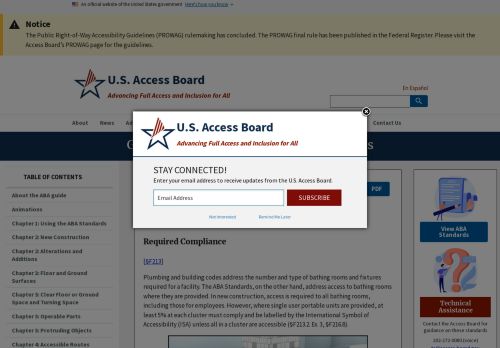 An official website of the United States government Here's how you know
Notice
The Public Right-of-Way Accessibility Guidelines (PROWAG) rulemaking has concluded. The PROWAG final rule has been published in the Federal Register. Please visit the
Access Board's PROWAG page for the guidelines.
U.S. Access Board
Advancing Full Access and Inclusion for All
En Español
About News
Contact Us
U.S. Access Board
Advancing Full Access and Inclusion for All
STAY CONNECTED!
Enter your email address to receive updates from the U.S. Access Board.
Email Address
SUBSCRIBE
Not Interested Remind Me Later
TABLE OF CONTENTS
About the ABA guide
Animations
Chapter 1: Using the ABA Standards
Chapter 2: New Construction
Chapter 2: Alterations and
Additions
Chapter 3: Floor and Ground
Surfaces
Chapter 3: Clear Floor or Ground
Space and Turning Space
Chapter 3: Operable Parts
Chapter 3: Protruding Objects
Chapter 4: Accessible Routes
PDF
Required Compliance
[§F213]
Plumbing and building codes address the number and type of bathing rooms and fixtures
required for a facility. The ABA Standards, on the other hand, address access to bathing rooms
where they are provided. In new construction, access is required to all bathing rooms,
including those for employees. However, where single user portable units are provided, at
least 5% at each cluster must comply and be labelled by the International Symbol of
Accessibility (ISA) unless all in a cluster are accessible (§F213.2 Ex. 3, §F216.8).
View ABA
Standards
Technical
Assistance
Contact the Access Board for
guidance on these standards
202-272-0080 (voice)